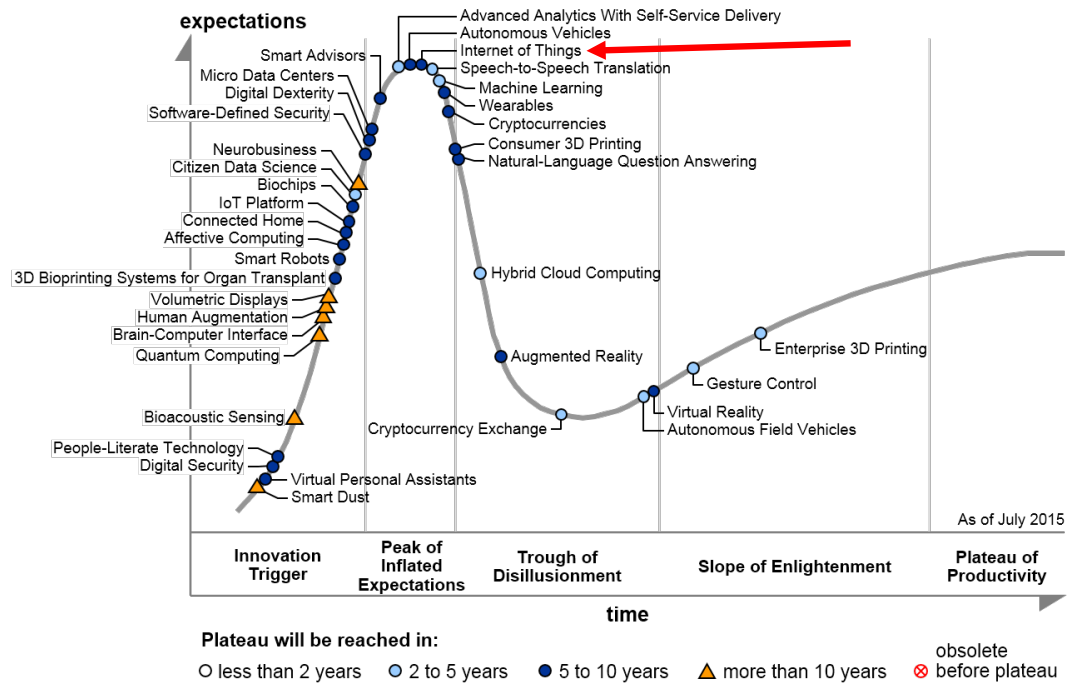 expectations
Advanced Analytics With Self-Service Delivery
Autonomous Vehicles
Internet of Things
Speech-to-Speech Translation
Machine Learning
Wearables
Cryptocurrencies
Consumer 3D Printing
Natural-Language Question Answering
Smart Advisors
Micro Data Centers
Digital Dexterity
Software-Defined Security
Neurobusiness
Citizen Data Science
Biochips
IoT Platform
Connected Home
Affective Computing
Smart Robots
3D Bioprinting Systems for Organ Transplant
Volumetric Displays
Human Augmentation
Brain-Computer Interface
Quantum Computing
Bioacoustic Sensing
People-Literate Technology
Digital Security
Virtual Personal Assistants
Smart Dust
Hybrid Cloud Computing
Augmented Reality
Cryptocurrency Exchange
Enterprise 3D Printing
Gesture Control
Virtual Reality
Autonomous Field Vehicles
As of July 2015
Innovation
Trigger
Peak of
Inflated
Expectations
Trough of
Disillusionment
Slope of Enlightenment
Plateau of
Productivity
time
Plateau will be reached in:
less than 2 years
2 to 5 years
5 to 10 years
more than 10 years
obsolete
before plateau